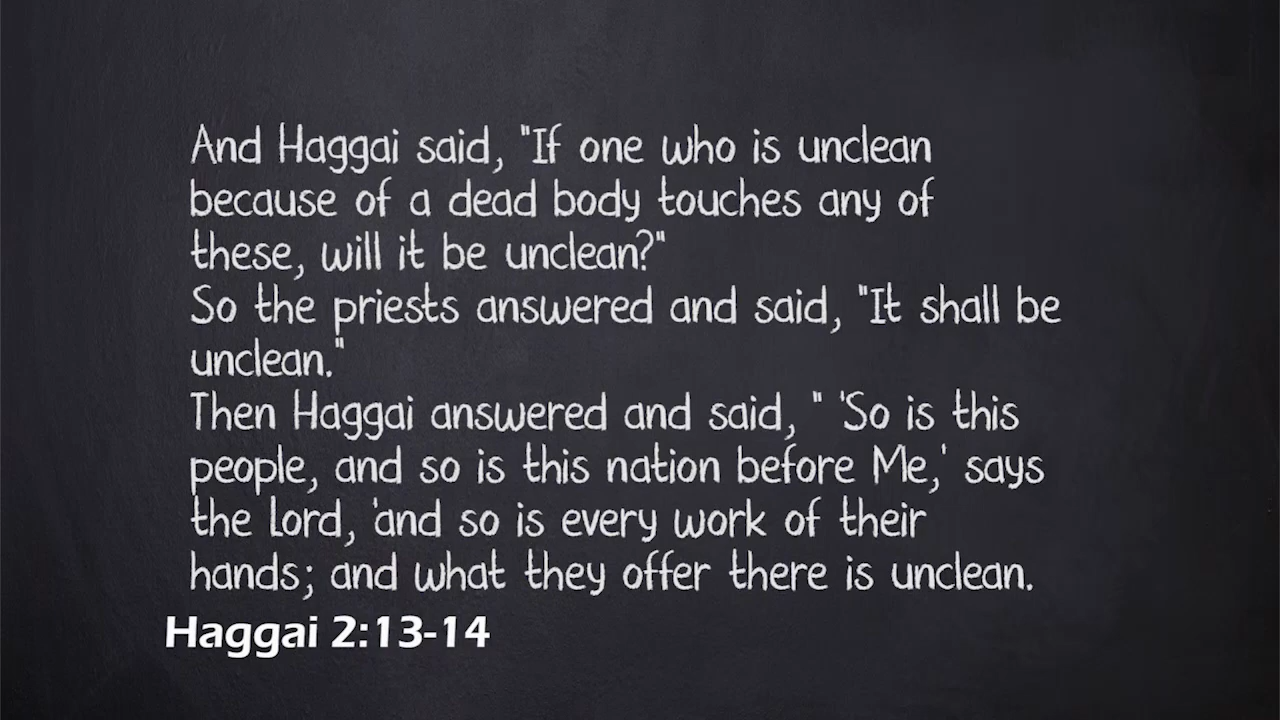 And Haggai said, "If one who is unclean
because of a dead body touches any of
these, will it be unclean?"
So the priests answered and said, "It shall be
unclean."
Then Haggai answered and said, " 'So is this
people, and so is this nation before Me,' says
the Lord, 'and so is every work of their
hands; and what they offer there is unclean.
Haggai 2:13-14